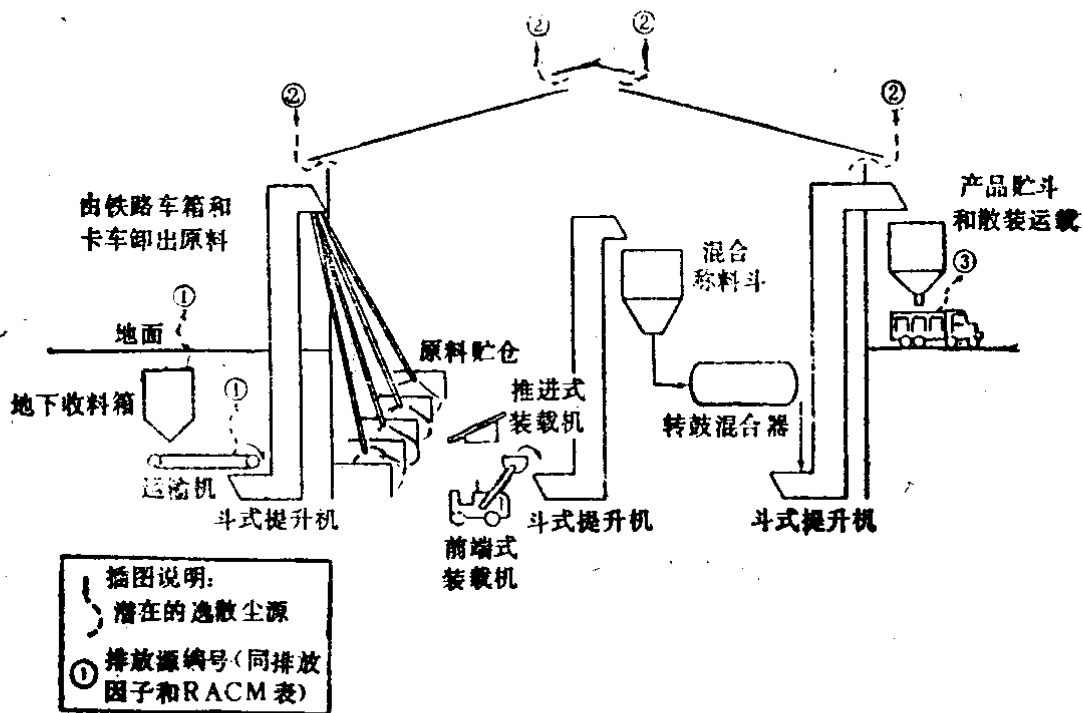 ②
②
②
②
由铁路车箱和
卡车卸出原料
产品贮斗
和散装运载
混合
称料斗
③
①
地面
原料贮仓
推进式
装载机
地下收料箱
①
转鼓混合器
运输机
斗式提升机
斗式提升机
斗式提升机
前端式
装载机
插图说明:
潜在的逸散尘源
① 排放源编号(同排放
因子和RACM表)